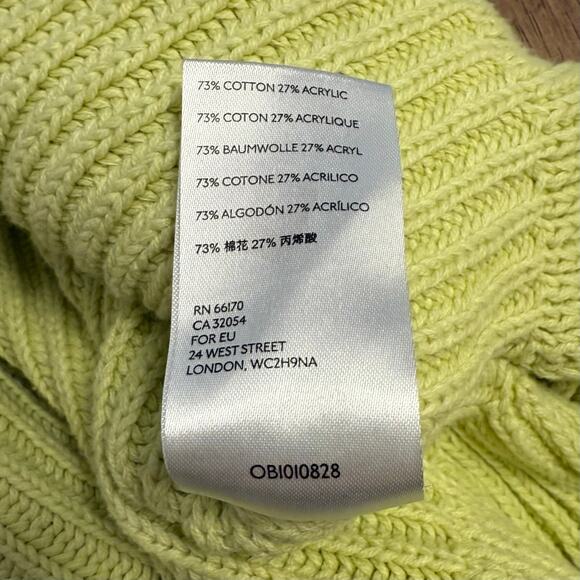 73% COTTON 27% ACRYLIC
73% COTON 27% ACRYLIQUE
73% BAUMWOLLE 27% ACRYL
73% COTONE 27% ACRILICO
73% ALGODÓN 27% ACRÍLICO
73% 棉花 27% 丙烯酸
RN 66170
CA 32054
FOR EU
24 WEST STREET
LONDON, WC2H9NA
OB1010828